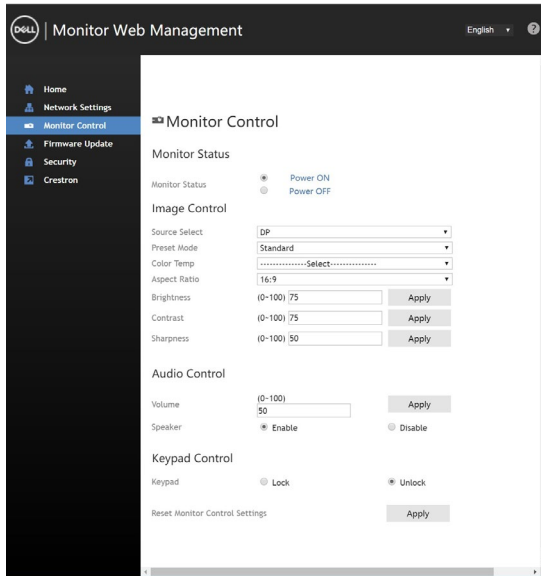 DELL | Monitor Web Management
English
?
Home
Network Settings
Monitor Control
Firmware Update
Security
Crestron
Monitor Control
Monitor Status
Monitor Status Power ON
Power OFF
Image Control
Source Select DP
Preset Mode Standard
Color Temp ---------------Select---------------
Aspect Ratio 16:9
Brightness (0~100) 75 Apply
Contrast (0~100) 75 Apply
Sharpness (0~100) 50 Apply
Audio Control
Volume (0~100) 50 Apply
Speaker Enable Disable
Keypad Control
Keypad Lock Unlock
Reset Monitor Control Settings Apply